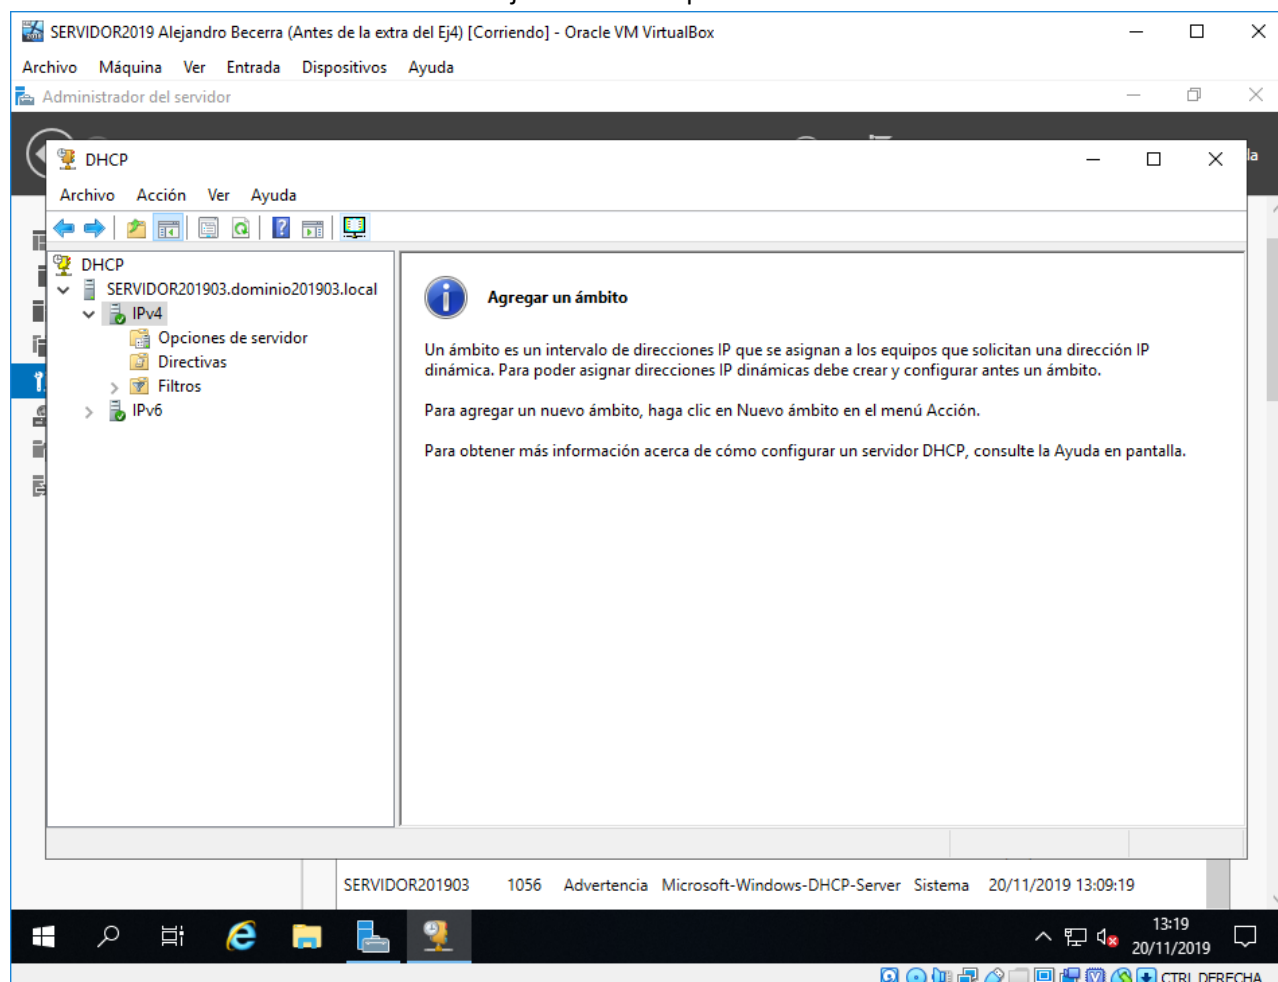 SERVIDOR2019 Alejandro Becerra (Antes de la extra del Ej4) [Corriendo] - Oracle VM VirtualBox
Archivo Máquina Ver Entrada Dispositivos Ayuda
Administrador del servidor
DHCP
Archivo Acción Ver Ayuda
DHCP
SERVIDOR201903.dominio201903.local
IPv4
Opciones de servidor
Directivas
Filtros
IPv6
Agregar un ámbito
Un ámbito es un intervalo de direcciones IP que se asignan a los equipos que solicitan una dirección IP
dinámica. Para poder asignar direcciones IP dinámicas debe crear y configurar antes un ámbito.
Para agregar un nuevo ámbito, haga clic en Nuevo ámbito en el menú Acción.
Para obtener más información acerca de cómo configurar un servidor DHCP, consulte la Ayuda en pantalla.
SERVIDOR201903 1056 Advertencia Microsoft-Windows-DHCP-Server Sistema 20/11/2019 13:09:19
13:19
20/11/2019
CTRL DERECHA